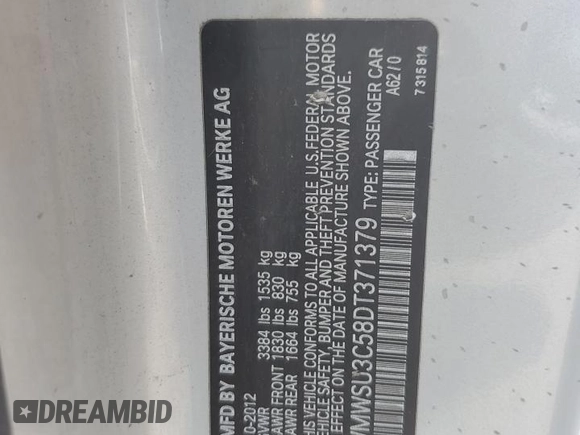 MFD BY BAYERISCHE MOTOREN WERKE AG
0-2012
GVWR 3384 lbs 1535 kg
GAWR FRONT 1830 lbs 830 kg
GAWR REAR 1664 lbs 755 kg
THIS VEHICLE CONFORMS TO ALL APPLICABLE U.S.FEDERAL MOTOR
VEHICLE SAFETY, BUMPER AND THEFT PREVENTION STANDARDS
IN EFFECT ON THE DATE OF MANUFACTURE SHOWN ABOVE.
WMWSU3C58DT371379 TYPE: PASSENGER CAR
A62/0
7315814
DREAMBID
.COM